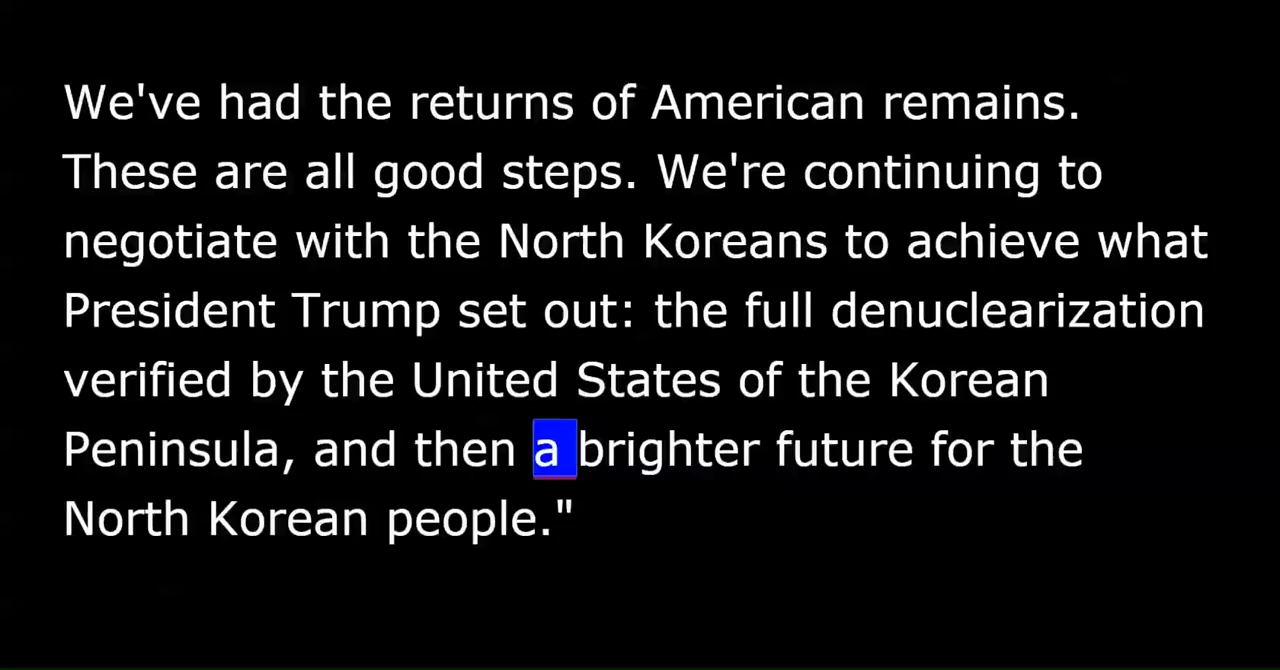 We've had the returns of American remains.
These are all good steps. We're continuing to
negotiate with the North Koreans to achieve what
President Trump set out: the full denuclearization
verified by the United States of the Korean
Peninsula, and then a brighter future for the
North Korean people."